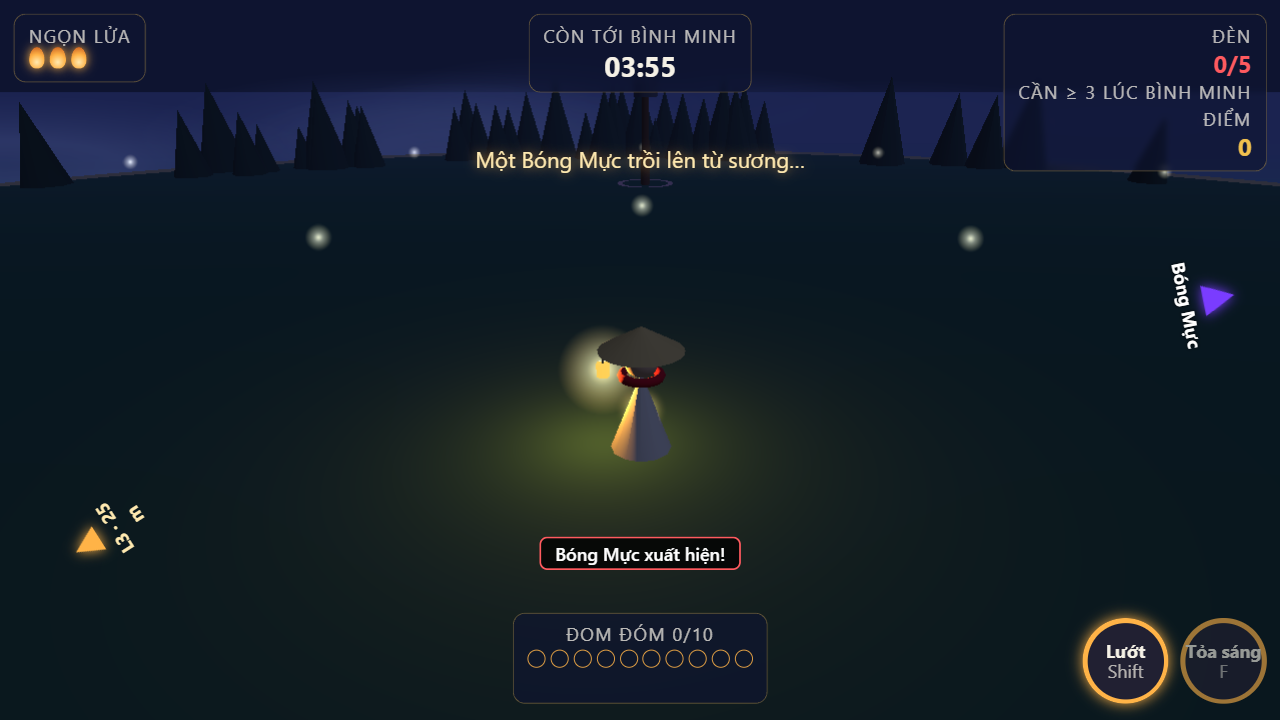 NGỌN LỬA
CÒN TỚI BÌNH MINH
03:55
ĐÈN
0/5
CẦN ≥ 3 LÚC BÌNH MINH
ĐIỂM
0
Một Bóng Mực trồi lên từ sương...
Bóng Mực
L3 · 25
m
Bóng Mực xuất hiện!
ĐOM ĐÓM 0/10
Lướt
Shift
Tỏa sáng
F